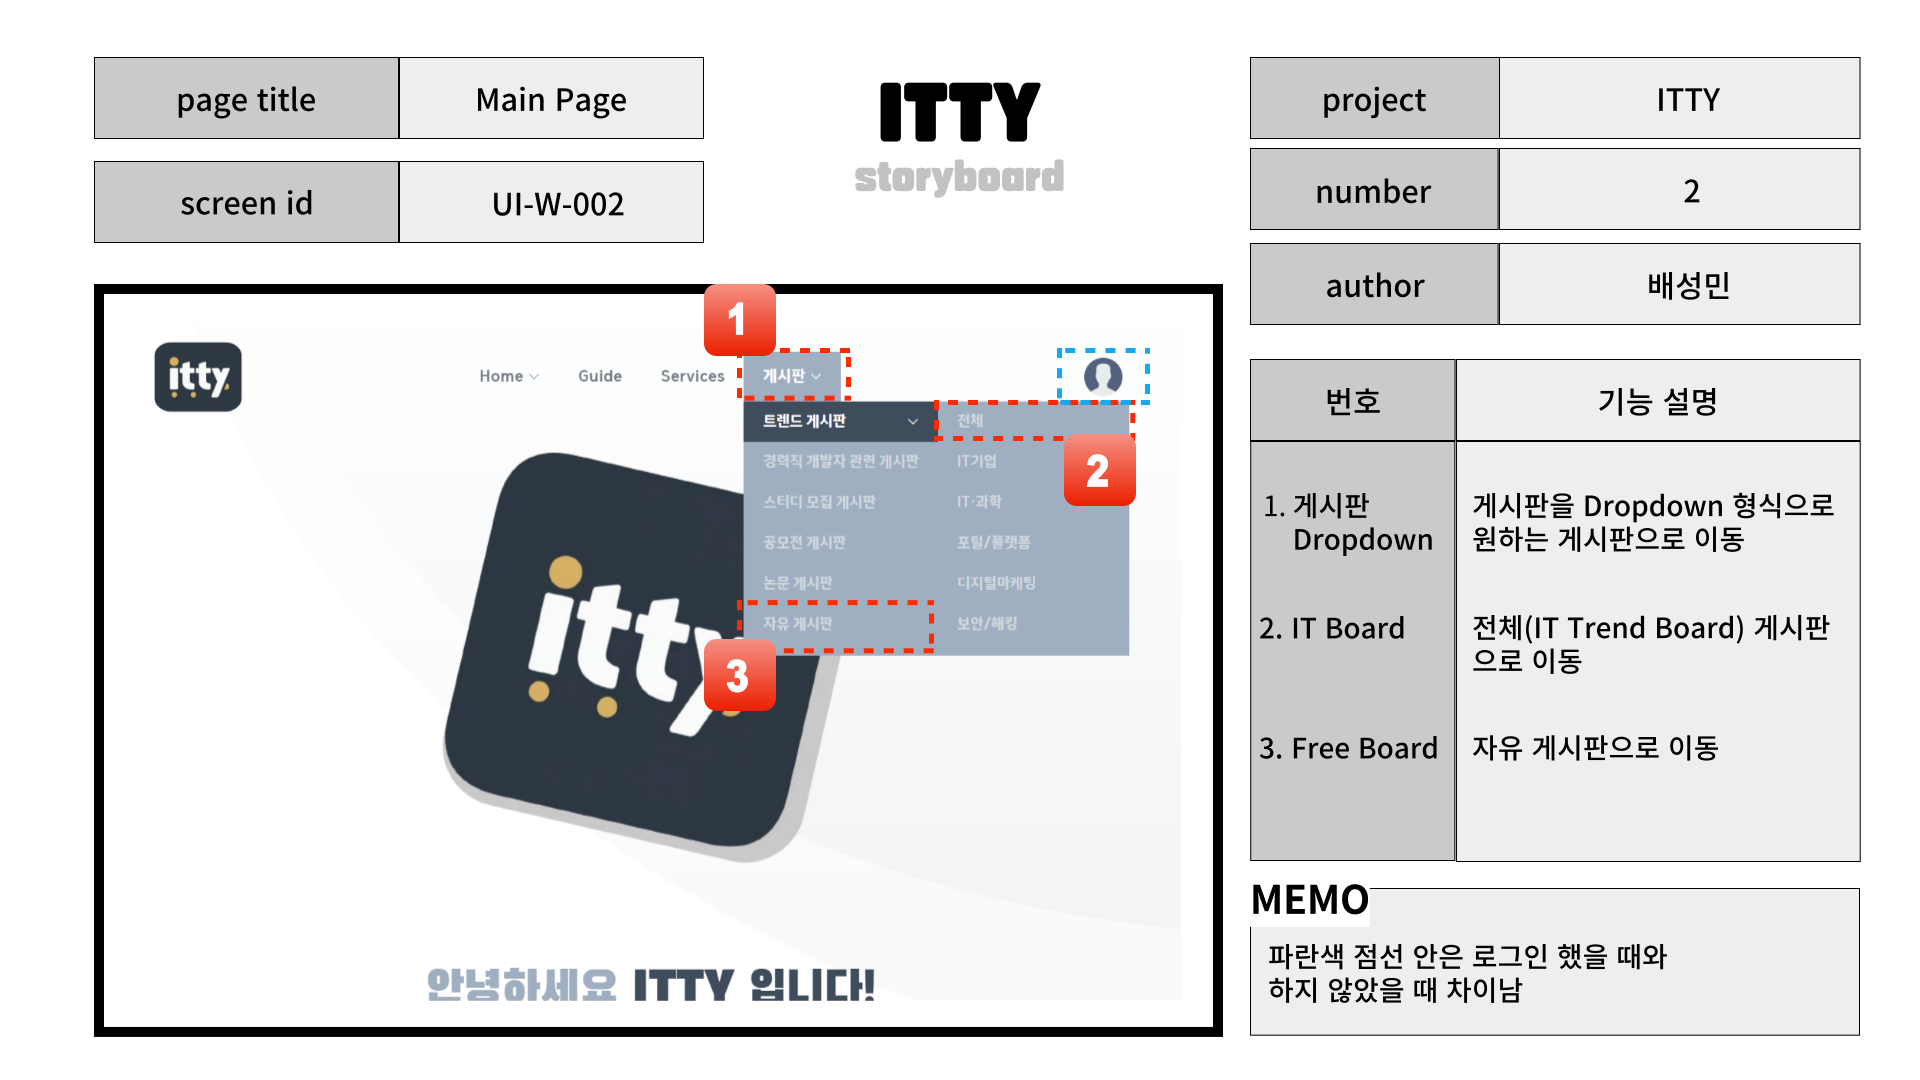 page title
Main Page
screen id
UI-W-002
ITTY
storyboard
project
ITTY
number
2
author
배성민
itty.
Home
Guide
Services
게시판
1
트렌드 게시판
경력직 개발자 관련 게시판
스터디 모집 게시판
공모전 게시판
논문 게시판
자유 게시판
전체
IT기업
IT·과학
포털/플랫폼
디지털마케팅
보안/해킹
2
3
itty
안녕하세요 ITTY 입니다!
번호
기능 설명
1. 게시판
Dropdown
게시판을 Dropdown 형식으로
원하는 게시판으로 이동
2. IT Board
전체(IT Trend Board) 게시판
으로 이동
3. Free Board
자유 게시판으로 이동
MEMO
파란색 점선 안은 로그인 했을 때와
하지 않았을 때 차이남